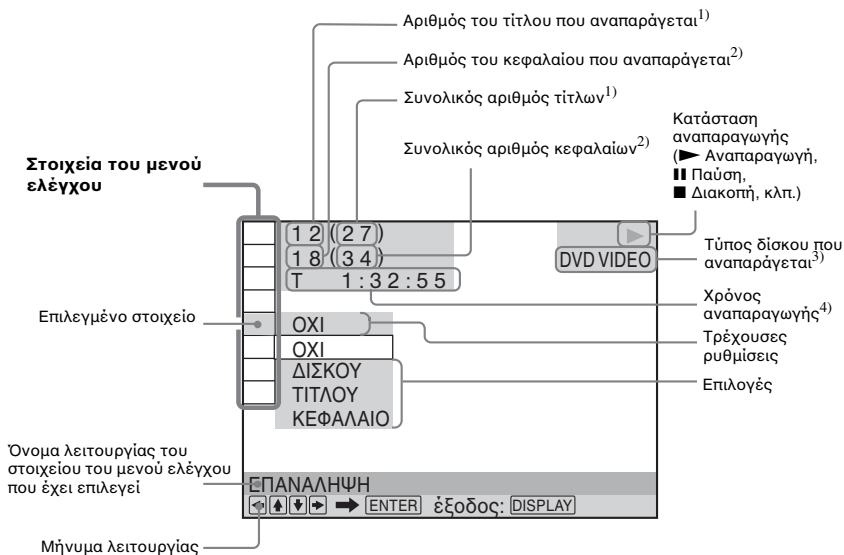 Αριθμός του τίτλου που αναπαράγεται1)
Αριθμός του κεφαλαίου που αναπαράγεται2)
Συνολικός αριθμός τίτλων1)
Συνολικός αριθμός κεφαλαίων2)
Κατάσταση
αναπαραγωγής
(▶ Αναπαραγωγή,
❚❚ Παύση,
■ Διακοπή, κλπ.)
Στοιχεία του μενού
ελέγχου
12(27)
18(34)
T 1:32:55
DVD VIDEO
Τύπος δίσκου που
αναπαράγεται3)
Χρόνος
αναπαραγωγής4)
Επιλεγμένο στοιχείο
ΟΧΙ
Τρέχουσες
ρυθμίσεις
ΟΧΙ
ΔΙΣΚΟΥ
ΤΙΤΛΟΥ
ΚΕΦΑΛΑΙΟ
Επιλογές
Όνομα λειτουργίας του
στοιχείου του μενού ελέγχου
που έχει επιλεγεί
ΕΠΑΝΑΛΗΨΗ
ENTER έξοδος: DISPLAY
Μήνυμα λειτουργίας